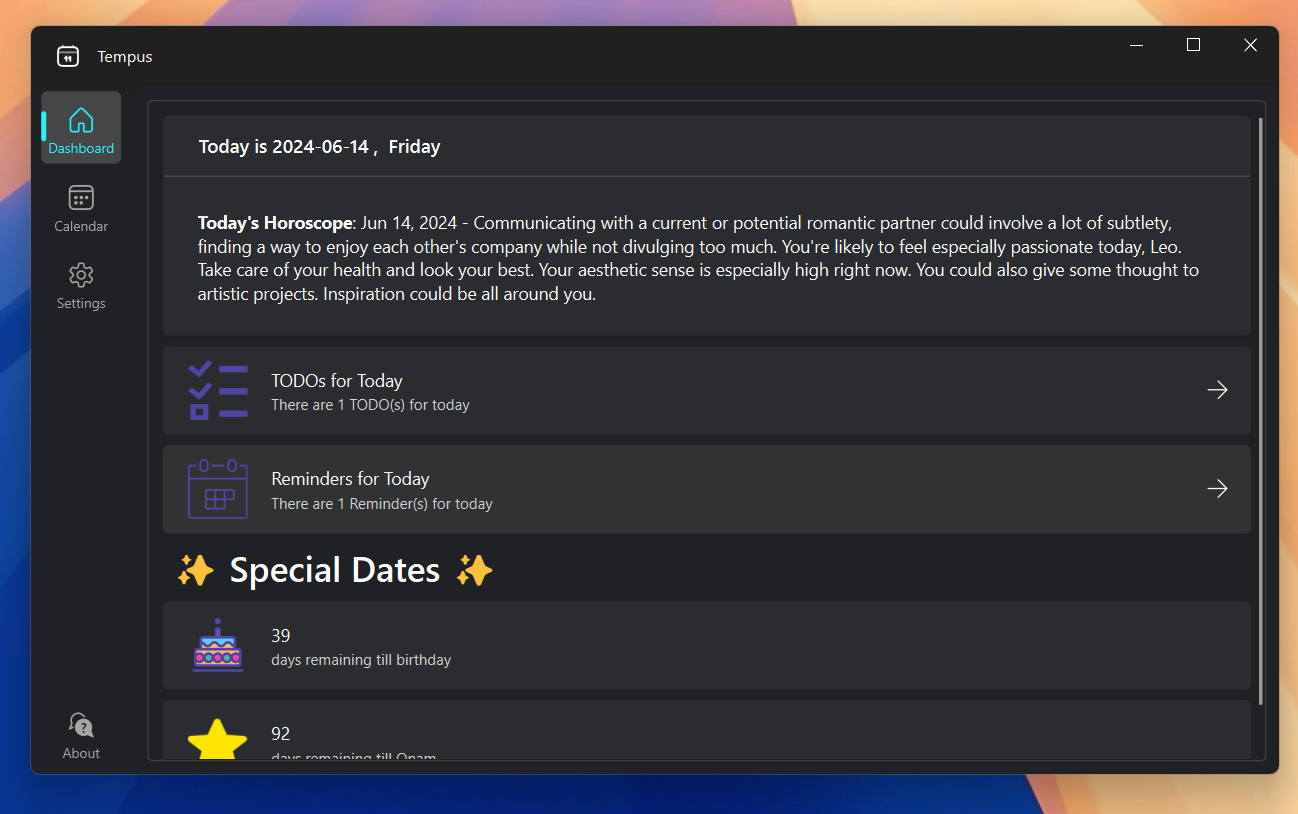 Tempus
Dashboard
Calendar
Settings
About
Today is 2024-06-14 , Friday
Today's Horoscope: Jun 14, 2024 - Communicating with a current or potential romantic partner could involve a lot of subtlety,
finding a way to enjoy each other's company while not divulging too much. You're likely to feel especially passionate today, Leo.
Take care of your health and look your best. Your aesthetic sense is especially high right now. You could also give some thought to
artistic projects. Inspiration could be all around you.
TODOs for Today
There are 1 TODO(s) for today
Reminders for Today
There are 1 Reminder(s) for today
✨ Special Dates ✨
39
days remaining till birthday
92
days remaining till Onam